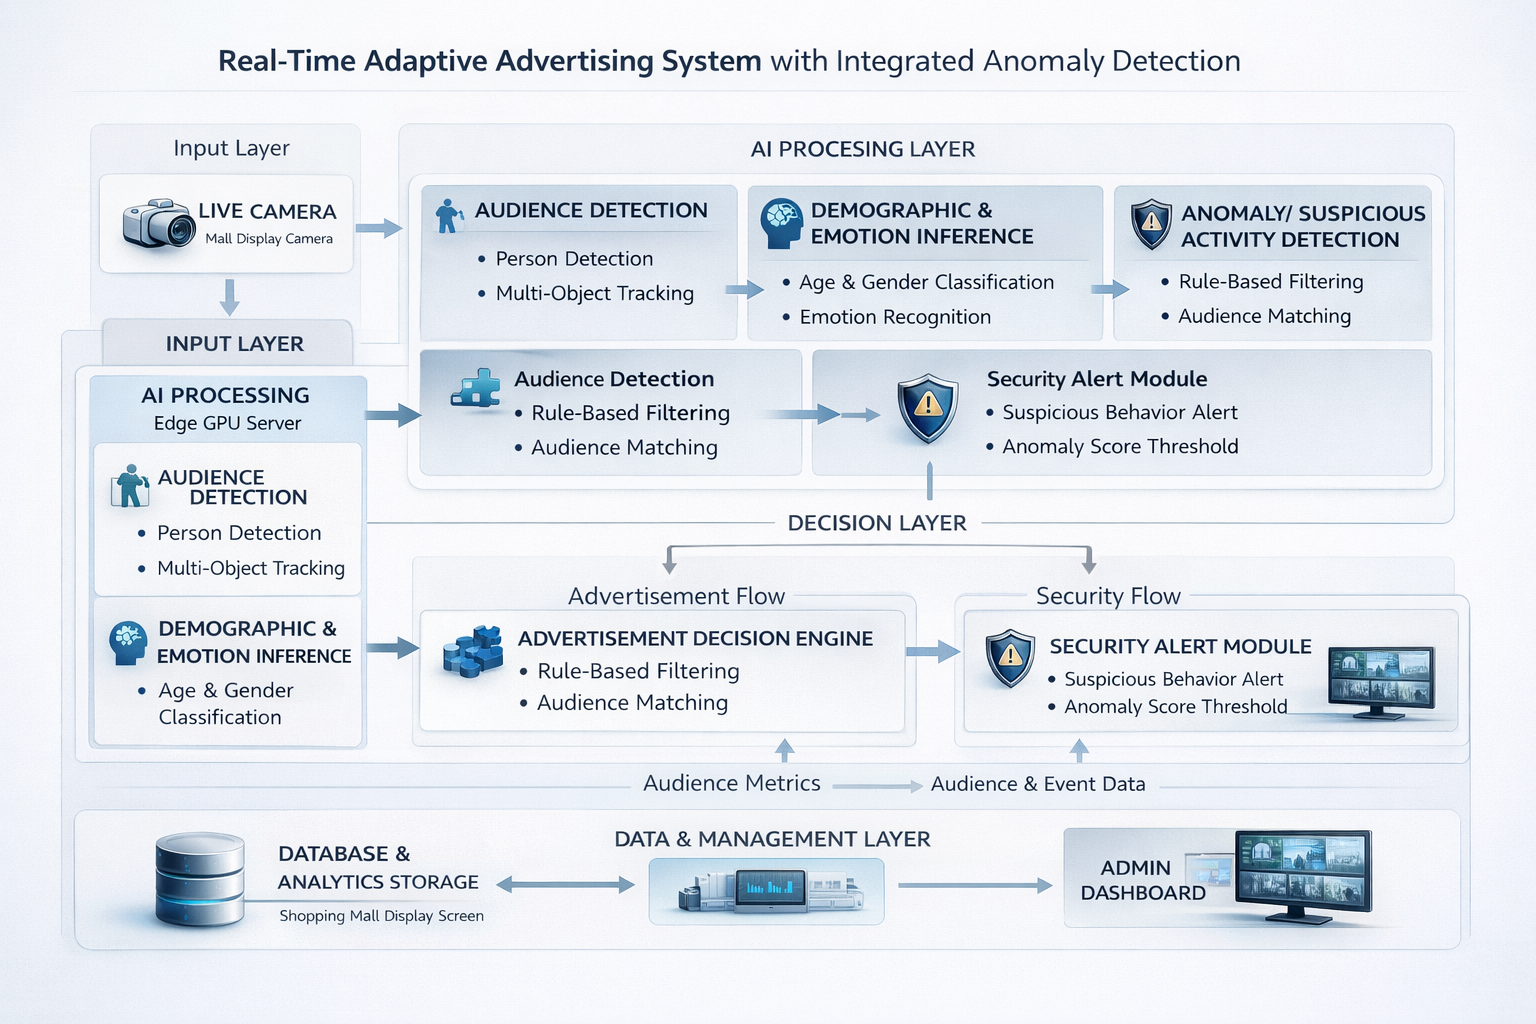 Real-Time Adaptive Advertising System with Integrated Anomaly Detection
Input Layer
LIVE CAMERA
Mall Display Camera
AI PROCESING LAYER
AUDIENCE DETECTION
• Person Detection
• Multi-Object Tracking
DEMOGRAPHIC &
EMOTION INFERENCE
• Age & Gender Classification
• Emotion Recognition
ANOMALY/ SUSPICIOUS
ACTIVITY DETECTION
• Rule-Based Filtering
• Audience Matching
INPUT LAYER
AI PROCESSING
Edge GPU Server
AUDIENCE
DETECTION
• Person Detection
• Multi-Object Tracking
DEMOGRAPHIC &
EMOTION INFERENCE
• Age & Gender
Classification
Audience Detection
• Rule-Based Filtering
• Audience Matching
Security Alert Module
• Suspicious Behavior Alert
• Anomaly Score Threshold
DECISION LAYER
Advertisement Flow
ADVERTISEMENT DECISION ENGINE
• Rule-Based Filtering
• Audience Matching
Security Flow
SECURITY ALERT MODULE
• Suspicious Behavior Alert
• Anomaly Score Threshold
Audience Metrics
Audience & Event Data
DATA & MANAGEMENT LAYER
DATABASE &
ANALYTICS STORAGE
Shopping Mall Display Screen
ADMIN
DASHBOARD